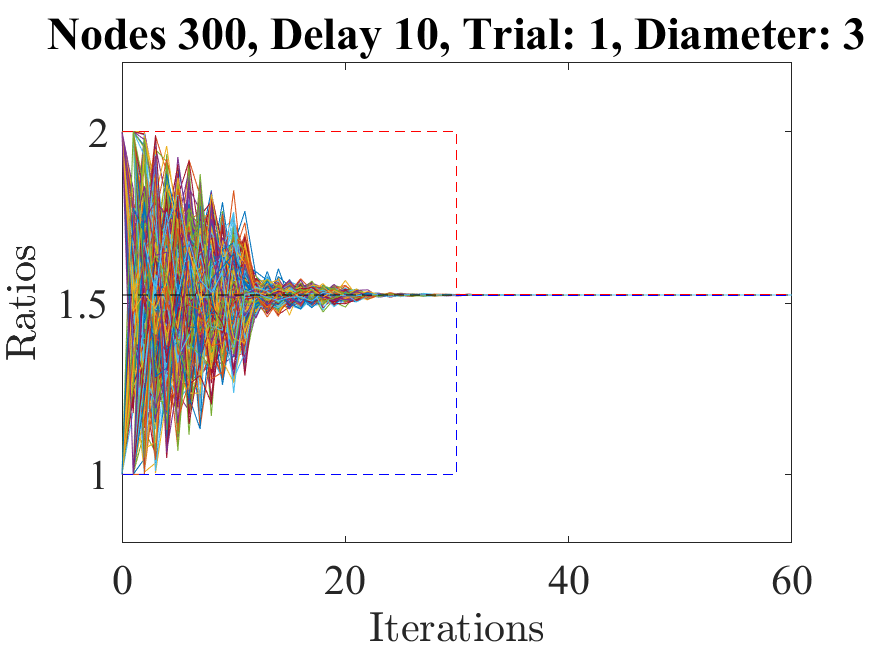 Nodes 300, Delay 10, Trial: 1, Diameter: 3
2
1.5
1
Ratios
0 20 40 60
Iterations